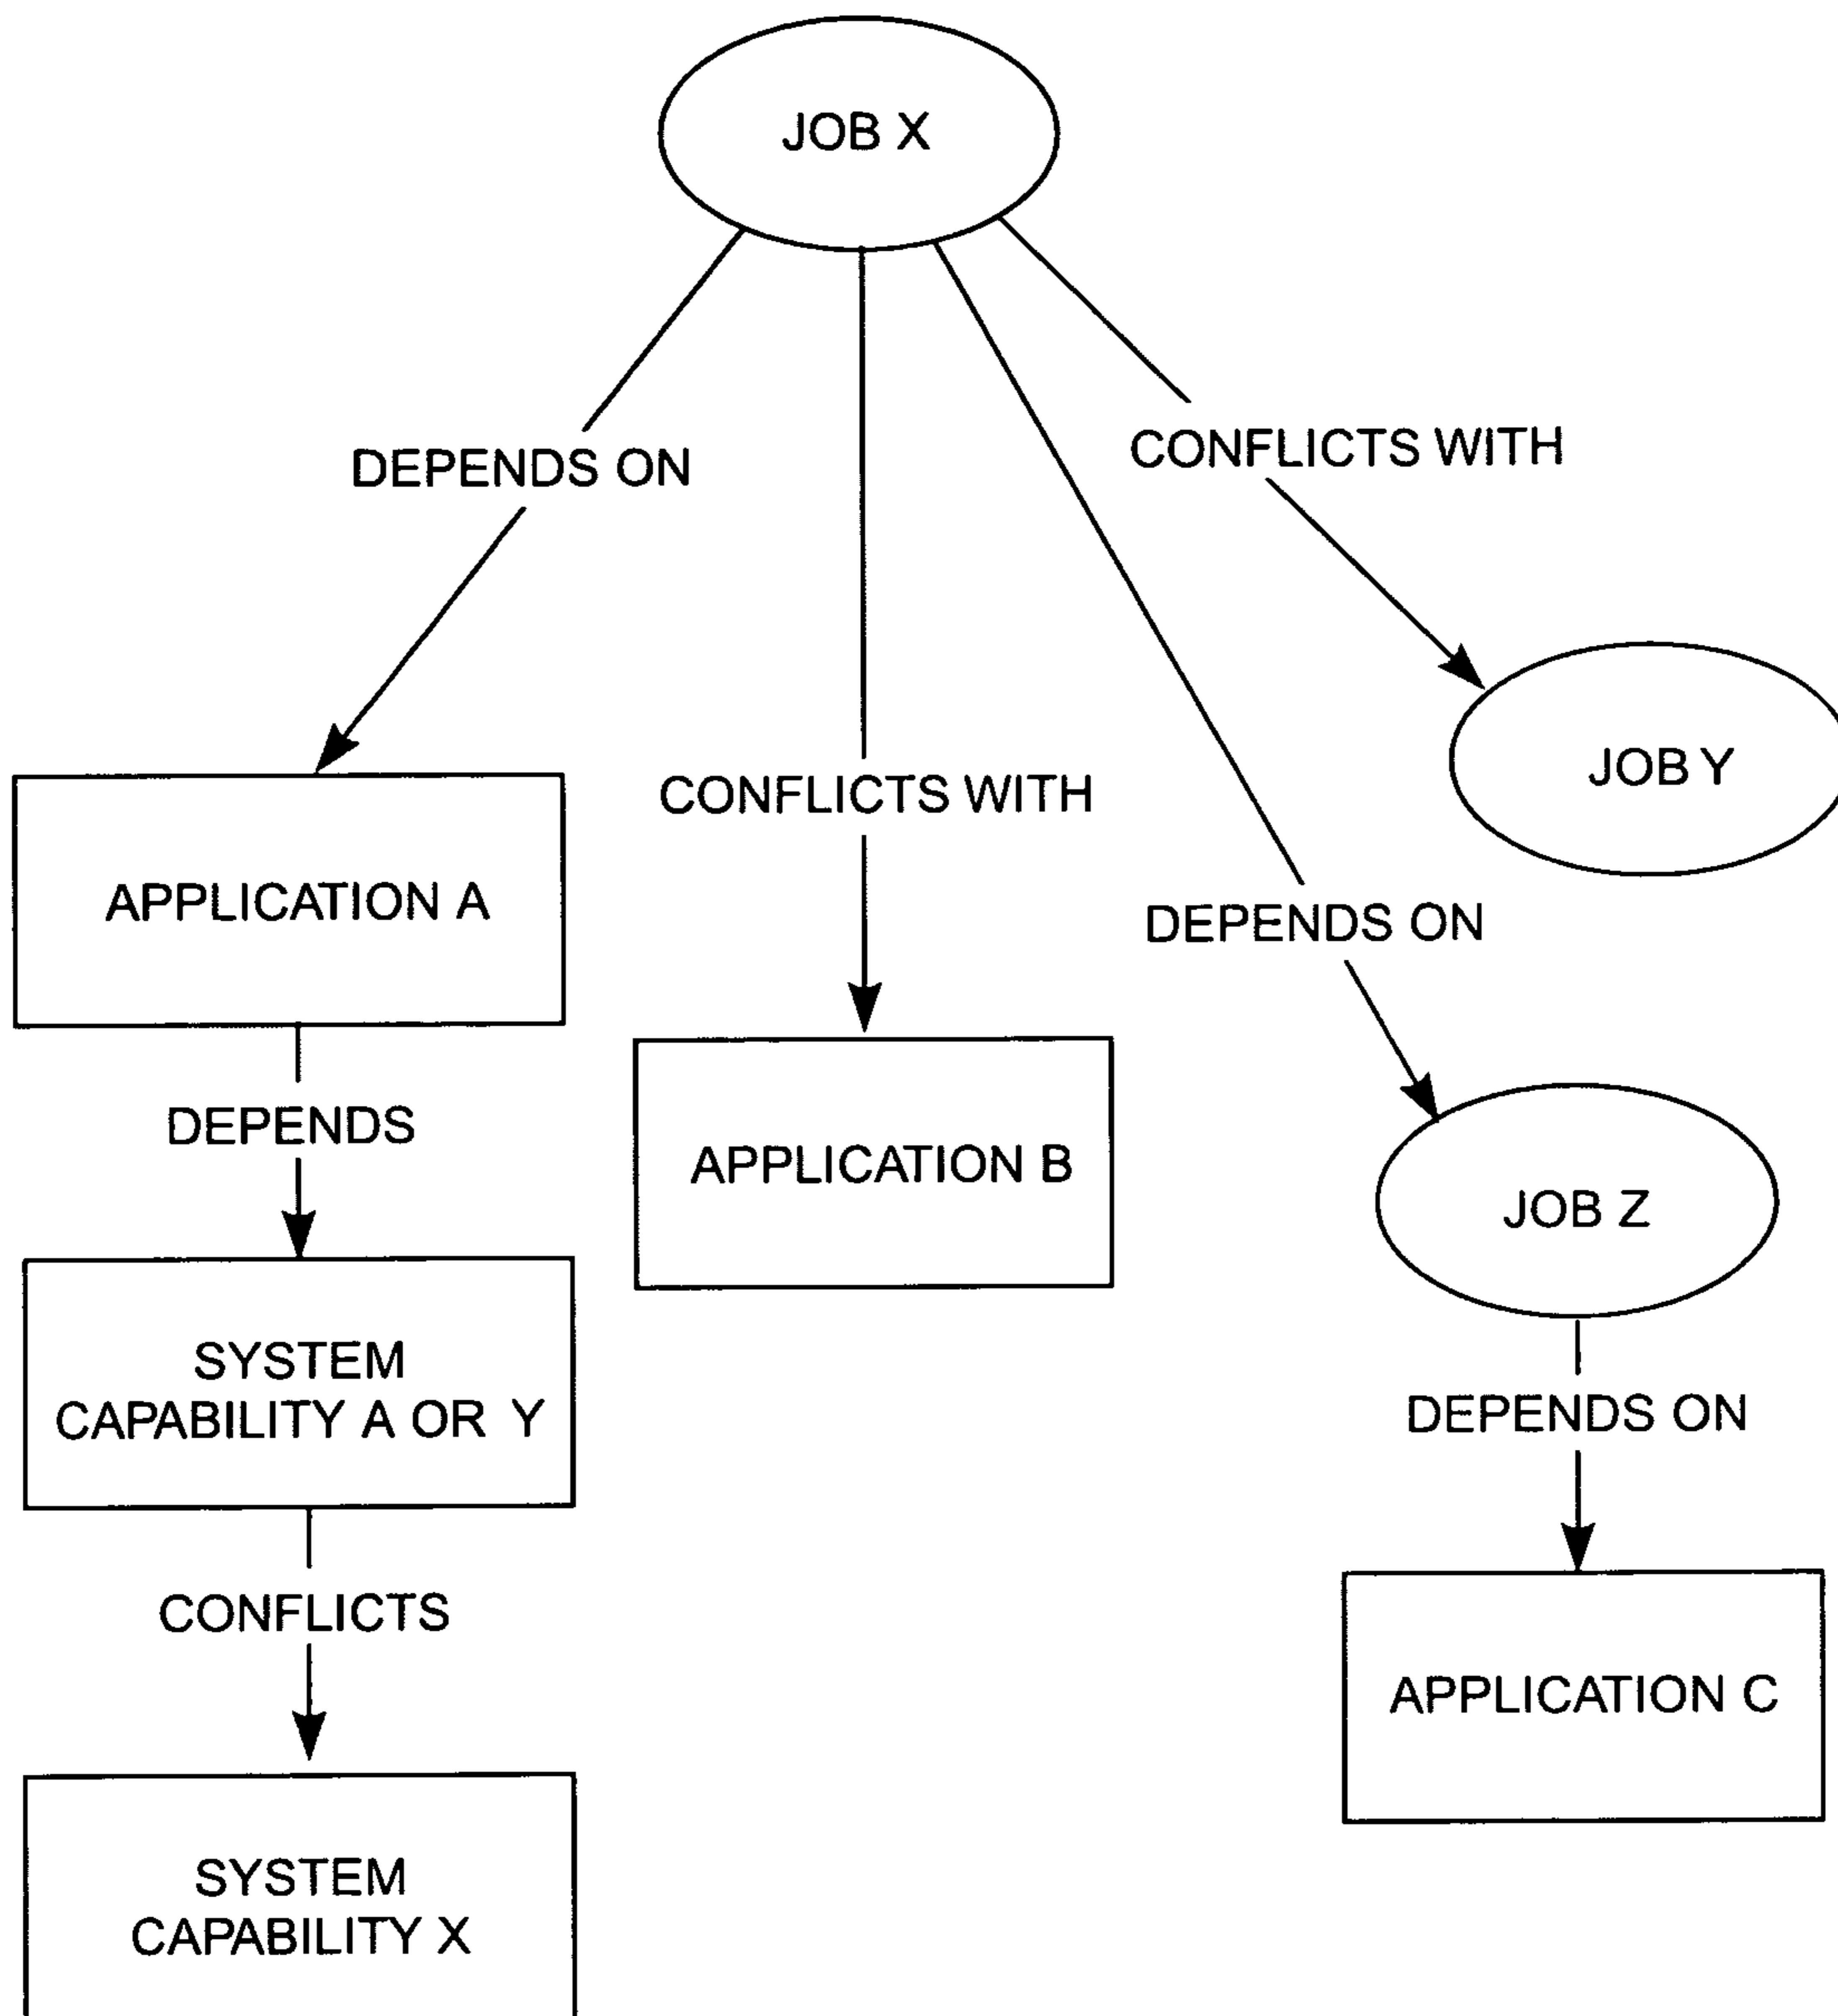 JOB X
DEPENDS ON
CONFLICTS WITH
CONFLICTS WITH
DEPENDS ON
JOB Y
APPLICATION A
DEPENDS
APPLICATION B
JOB Z
SYSTEM
CAPABILITY A OR Y
DEPENDS ON
CONFLICTS
APPLICATION C
SYSTEM
CAPABILITY X